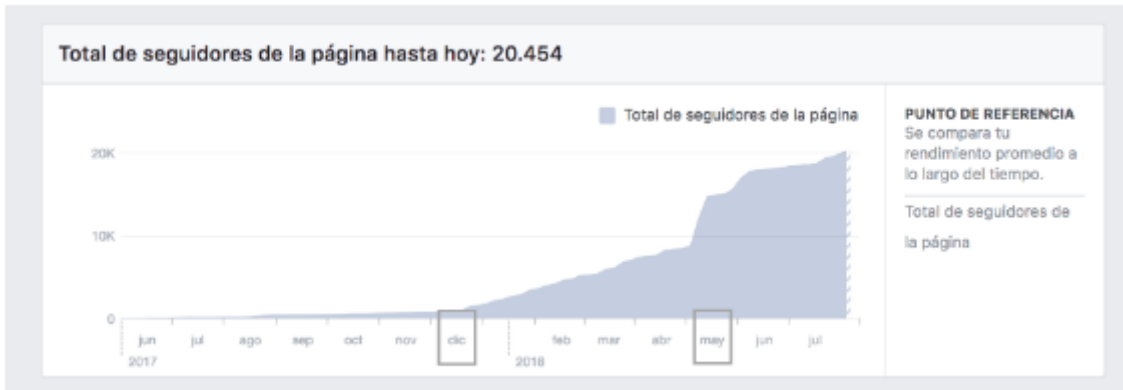 Total de seguidores de la página hasta hoy: 20.454
Total de seguidores de la página
PUNTO DE REFERENCIA
Se compara tu
rendimiento promedio a
lo largo del tiempo.
Total de seguidores de
la página
20K
10K
0
jun jul ago sep oct nov dic feb mar abr may jun jul
2017 2018